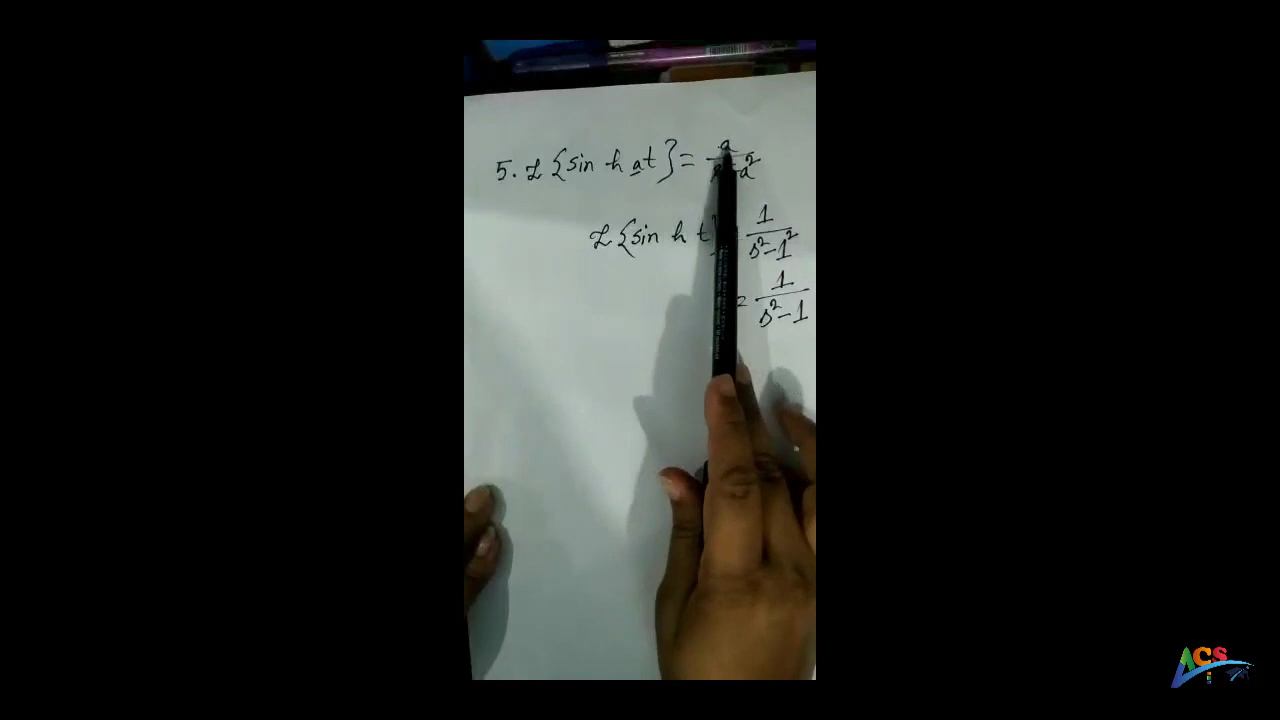 5. L {sin h at} = a / s² - a²
L {sin h t} = 1 / s² - 1²
= 1 / s² - 1
ACS